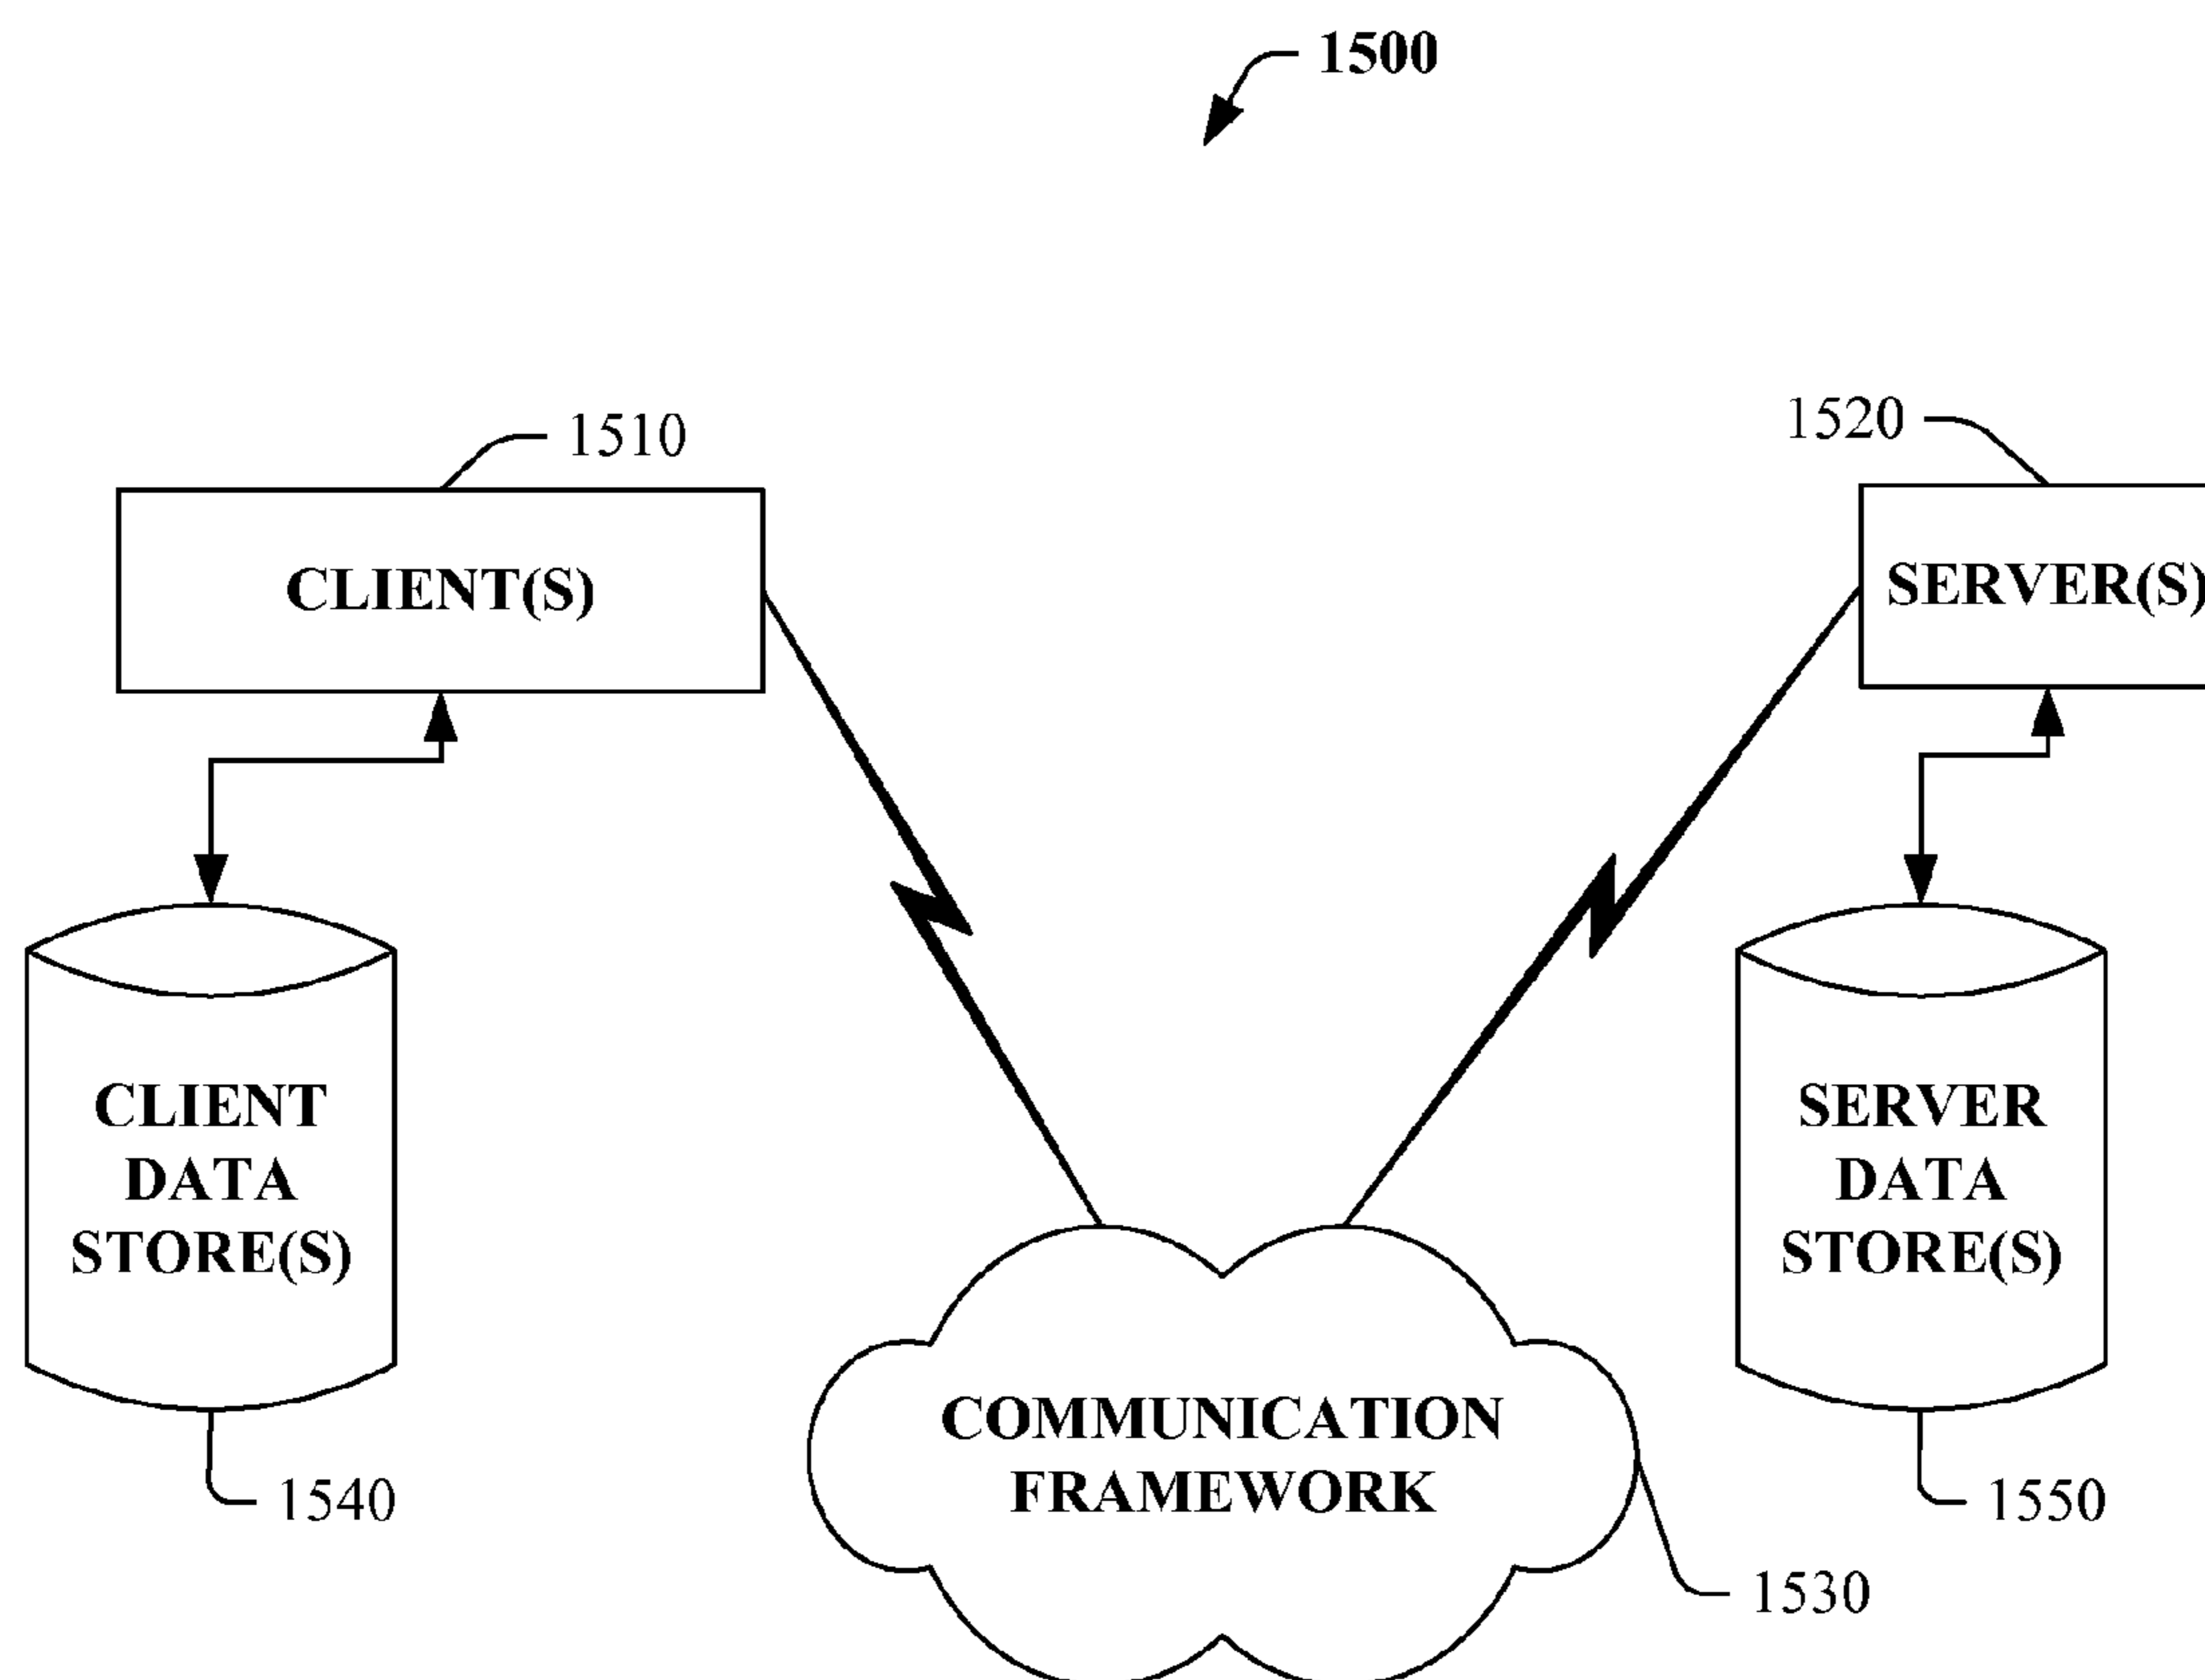 1500
1510
1520
CLIENT(S)
SERVER(S)
CLIENT
DATA
STORE(S)
SERVER
DATA
STORE(S)
COMMUNICATION
FRAMEWORK
1540
1550
1530